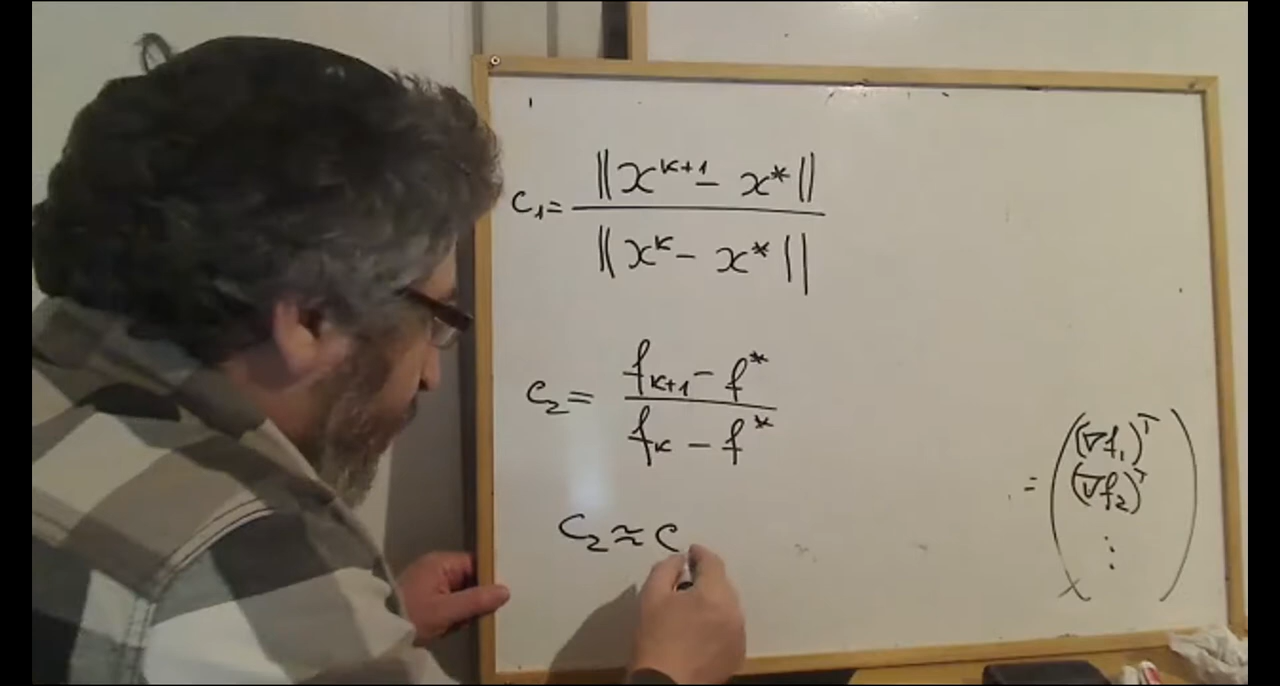 C₁ = ||x^{k+1} - x*|| / ||x^k - x*||
C₂ = (f_{k+1} - f*) / (f_k - f*)
= ( (∇f₁)^T
(∇f₂)^T
⋮ )
C₂ ≈ C